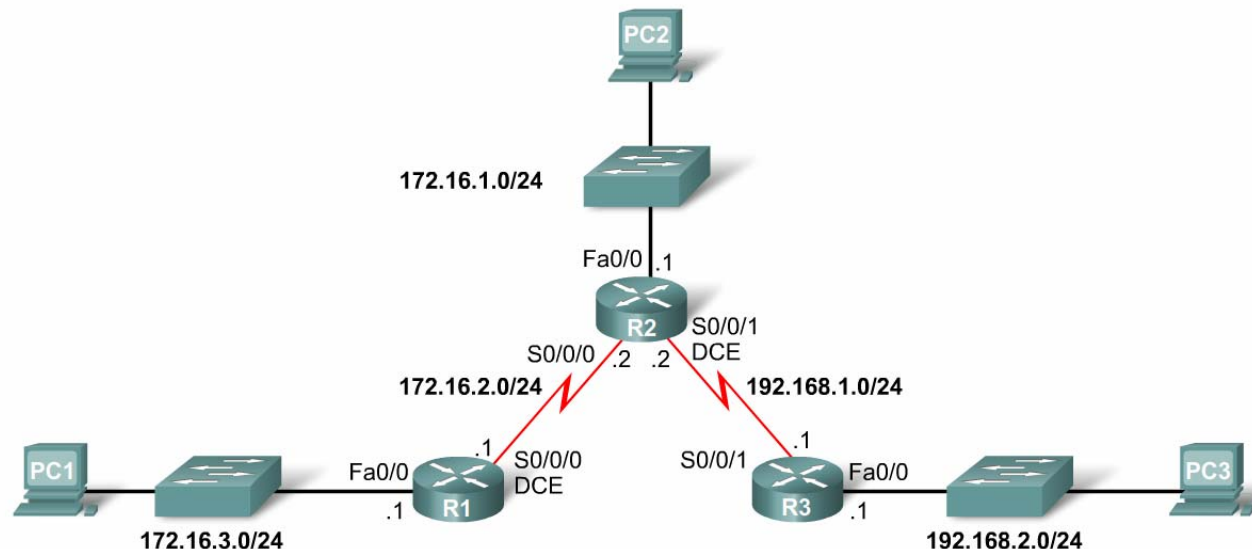 PC2
172.16.1.0/24
Fa0/0
.1
R2
S0/0/1
DCE
S0/0/0
.2
.2
172.16.2.0/24
192.168.1.0/24
.1
S0/0/0
DCE
.1
S0/0/1
PC1
Fa0/0
.1
R1
R3
Fa0/0
.1
PC3
172.16.3.0/24
192.168.2.0/24